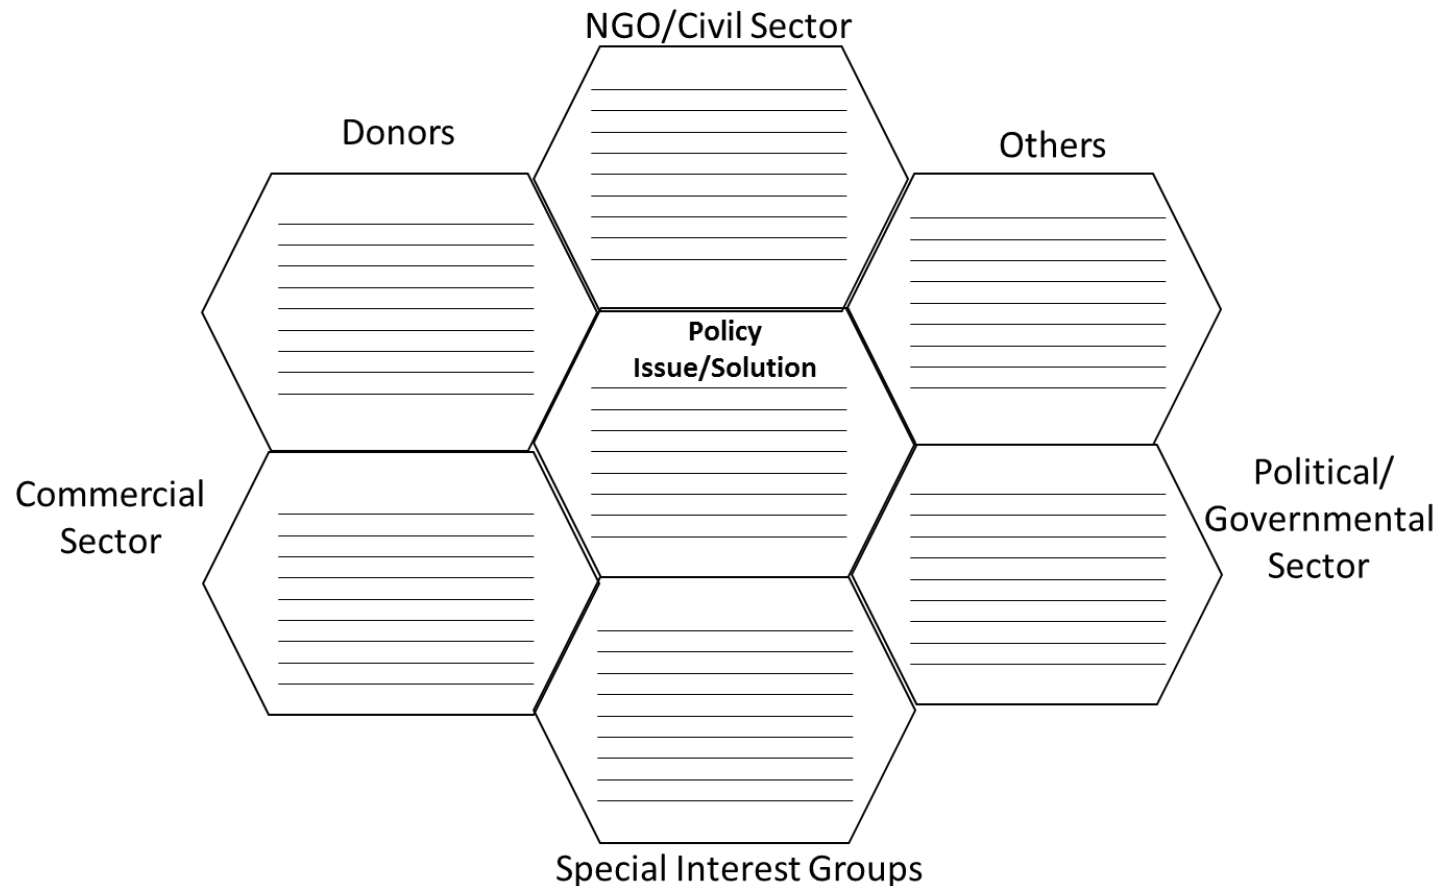 NGO/Civil Sector
Donors
Others
Policy
Issue/Solution
Commercial
Sector
Political/
Governmental
Sector
Special Interest Groups